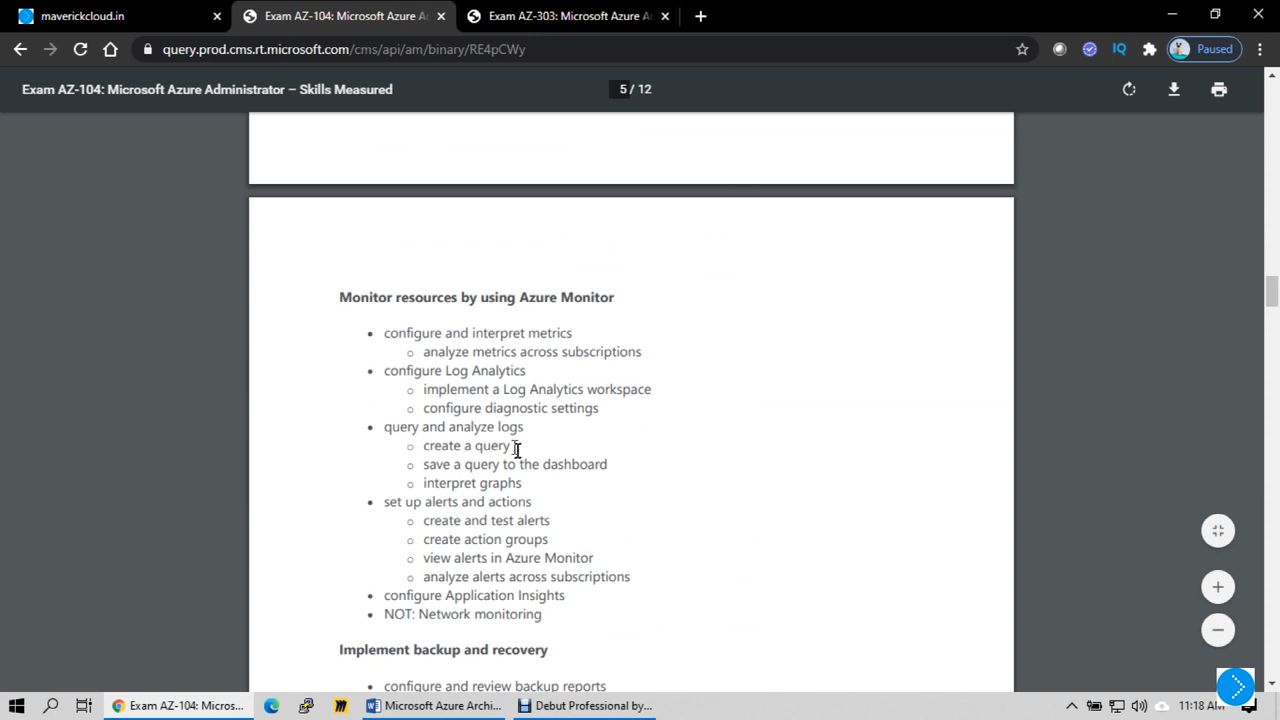 maverickcloud.in
Exam AZ-104: Microsoft Azure A
Exam AZ-303: Microsoft Azure A
query.prod.cms.rt.microsoft.com/cms/api/am/binary/RE4pCWy
IQ
Paused
Exam AZ-104: Microsoft Azure Administrator – Skills Measured
5 / 12
Monitor resources by using Azure Monitor
• configure and interpret metrics
o analyze metrics across subscriptions
• configure Log Analytics
o implement a Log Analytics workspace
o configure diagnostic settings
• query and analyze logs
o create a query
o save a query to the dashboard
o interpret graphs
• set up alerts and actions
o create and test alerts
o create action groups
o view alerts in Azure Monitor
o analyze alerts across subscriptions
• configure Application Insights
• NOT: Network monitoring
Implement backup and recovery
• configure and review backup reports
Exam AZ-104: Micros...
Microsoft Azure Archi...
Debut Professional by...
11:18 AM